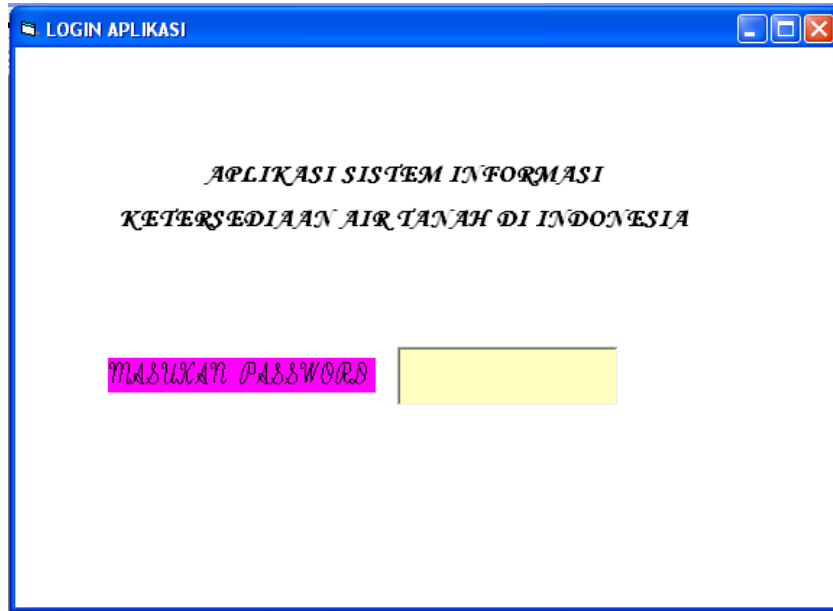 LOGIN APLIKASI
APLIKASI SISTEM INFORMASI
KETERSEDIAAN AIR TANAH DI INDONESIA
MASUKAN PASSWORD